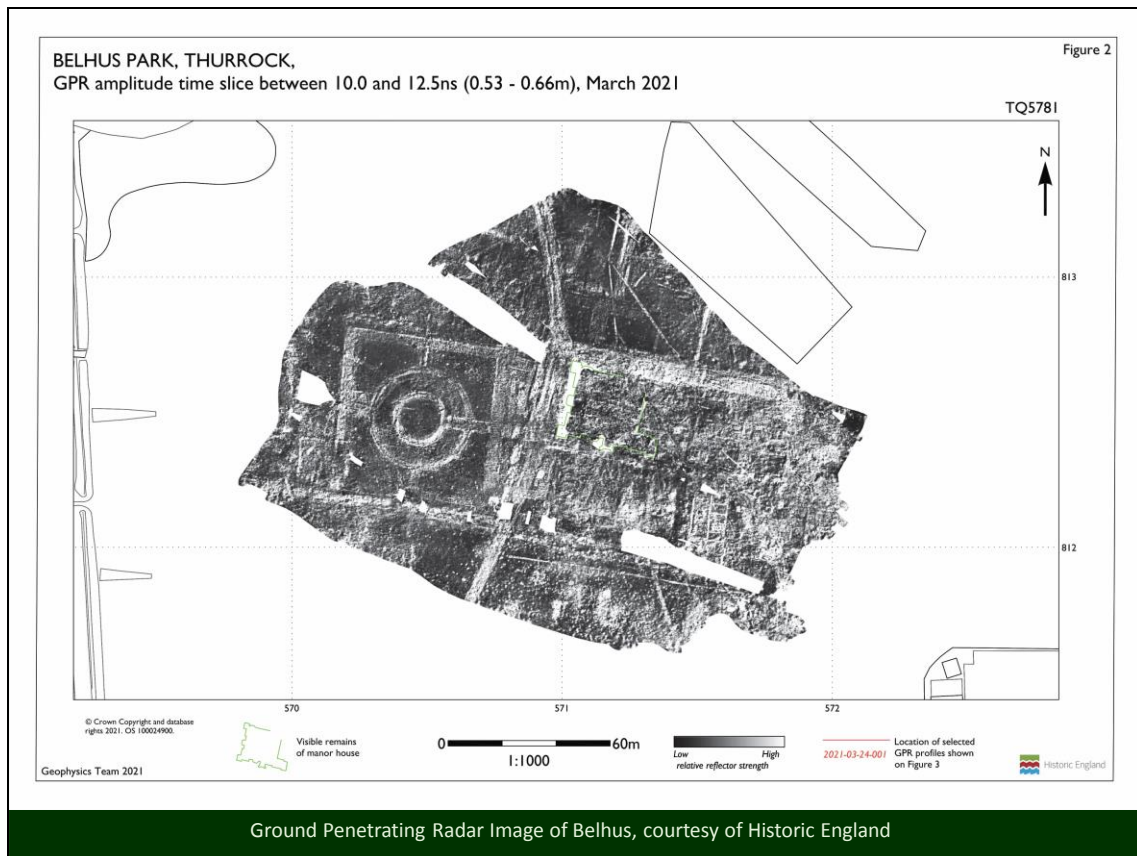 Figure 2
BELHUS PARK, THURROCK,
GPR amplitude time slice between 10.0 and 12.5ns (0.53 - 0.66m), March 2021
TQ5781
N
813
812
570
571
572
© Crown Copyright and database
rights 2021. OS 100024900.
Visible remains
of manor house
0
60m
1:1000
Low
High
relative reflector strength
2021-03-24-001
Location of selected
GPR profiles shown
on Figure 3
Historic England
Geophysics Team 2021
Ground Penetrating Radar Image of Belhus, courtesy of Historic England